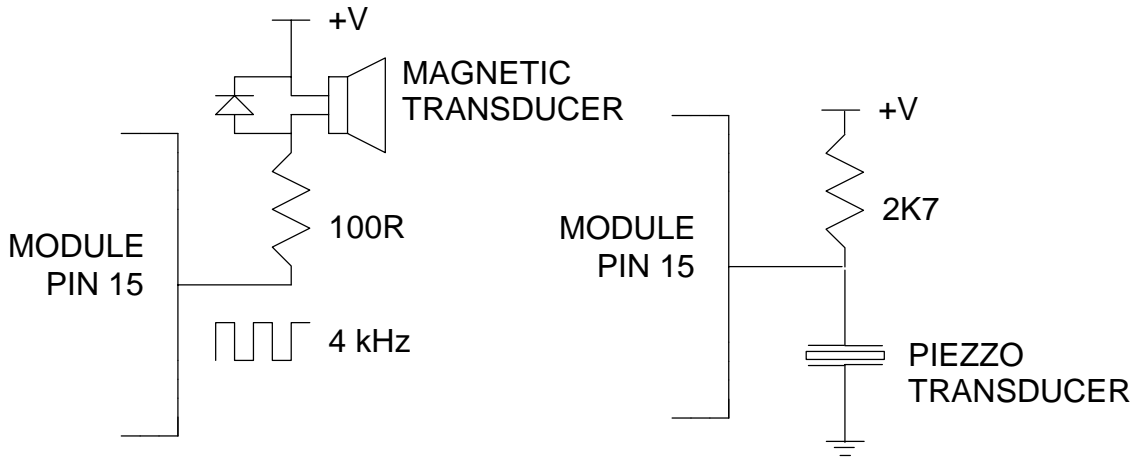 +V
MAGNETIC
TRANSDUCER
100R
MODULE
PIN 15
4 kHz
+V
2K7
MODULE
PIN 15
PIEZZO
TRANSDUCER